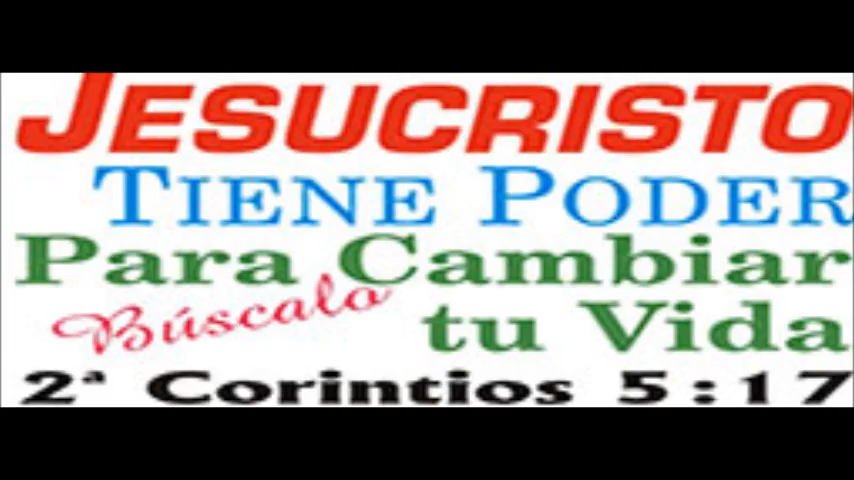 JESUCRISTO
TIENE PODER
Para Cambiar
Búscalo tu Vida
2ª Corintios 5:17